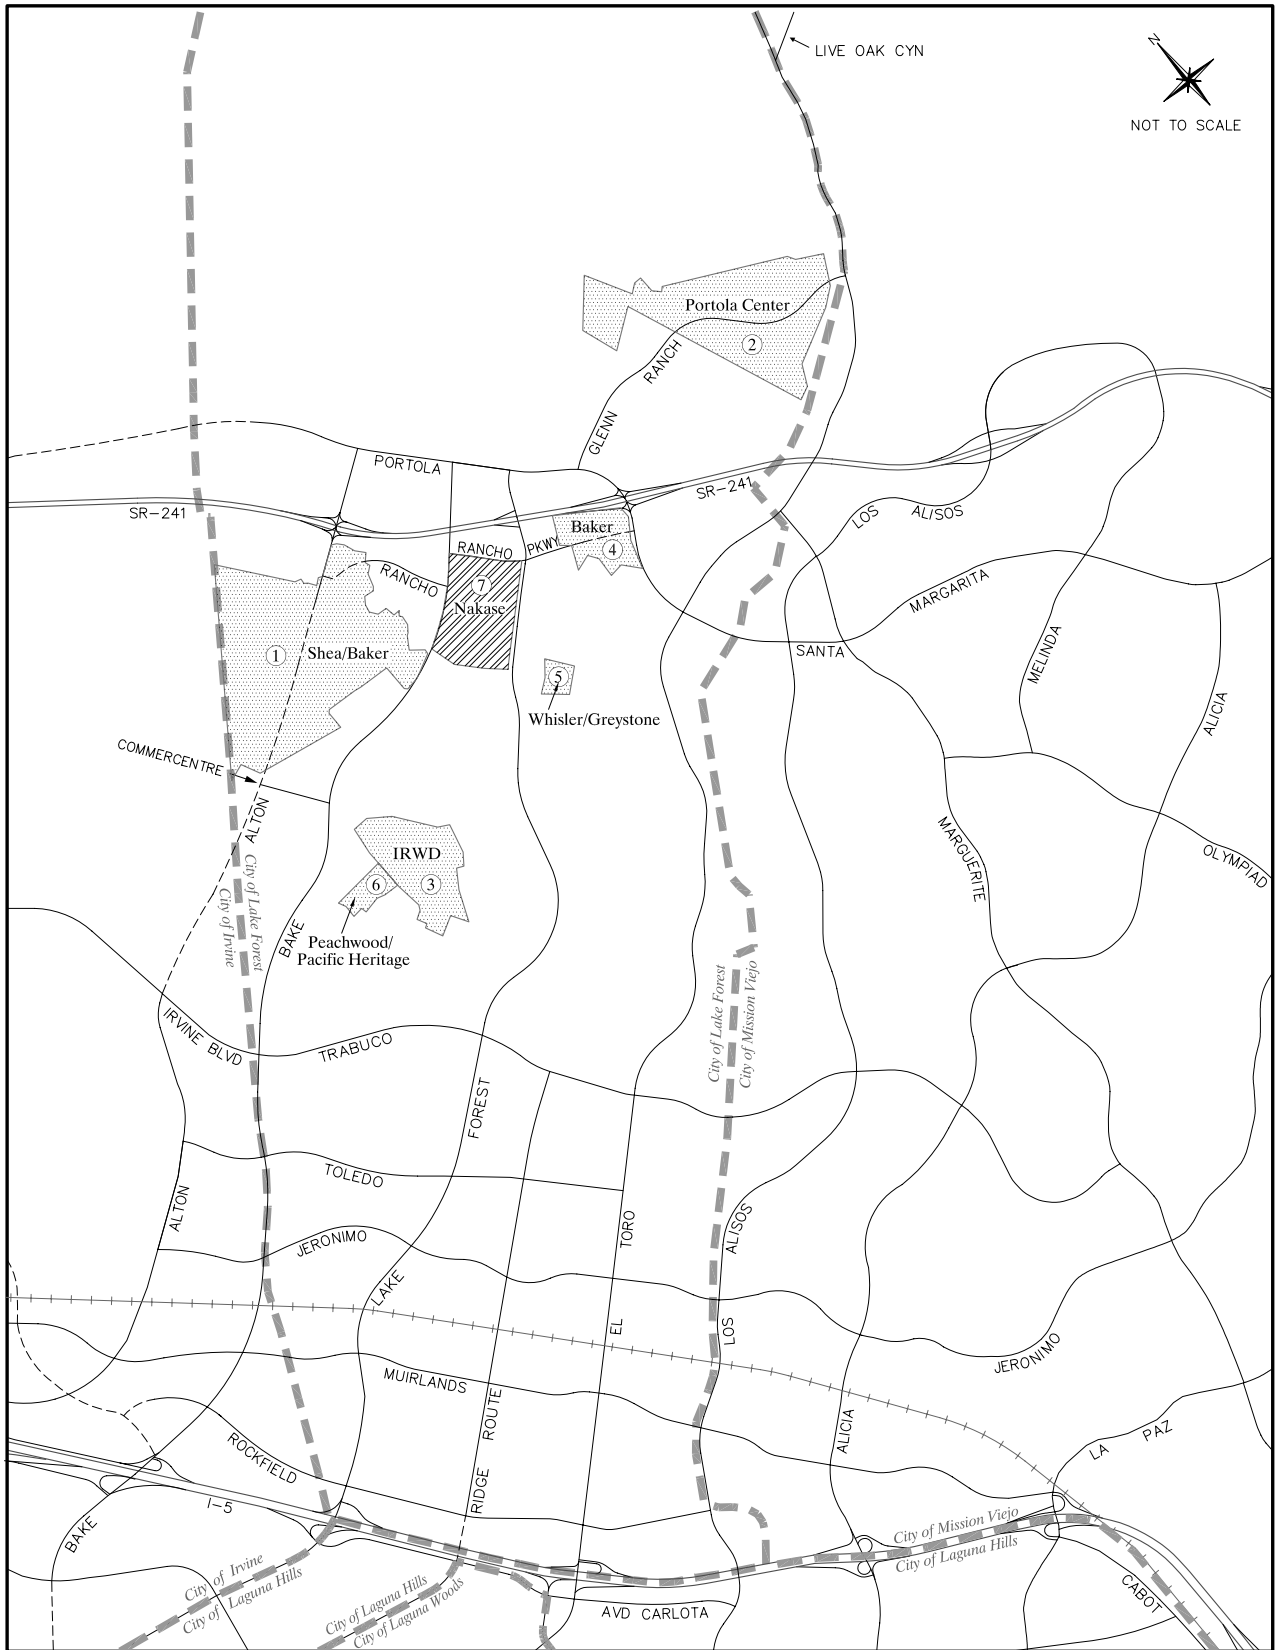 LIVE OAK CYN
N
NOT TO SCALE
Portola Center
2
RANCH
GLENN
PORTOLA
SR-241
SR-241
LOS
ALISOS
Baker
4
RANCHO
PKWY
RANCHO
7
Nakase
MARGARITA
SANTA
MELINDA
ALICIA
1
Shea/Baker
5
Whisler/Greystone
COMMERCENTRE
ALTON
IRWD
6
3
MARGUERITE
OLYMPIAD
City of Lake Forest
City of Irvine
BAKE
Peachwood/
Pacific Heritage
City of Lake Forest
City of Mission Viejo
IRVINE BLVD
TRABUCO
FOREST
TOLEDO
ALTON
JERONIMO
TORO
ALISOS
LAKE
EL
LOS
JERONIMO
MUIRLANDS
ROUTE
RIDGE
ALICIA
LA
PAZ
ROCKFIELD
I-5
BAKE
City of Mission Viejo
City of Laguna Hills
City of Irvine
City of Laguna Hills
City of Laguna Hills
City of Laguna Woods
AVD CARLOTA
CABOT